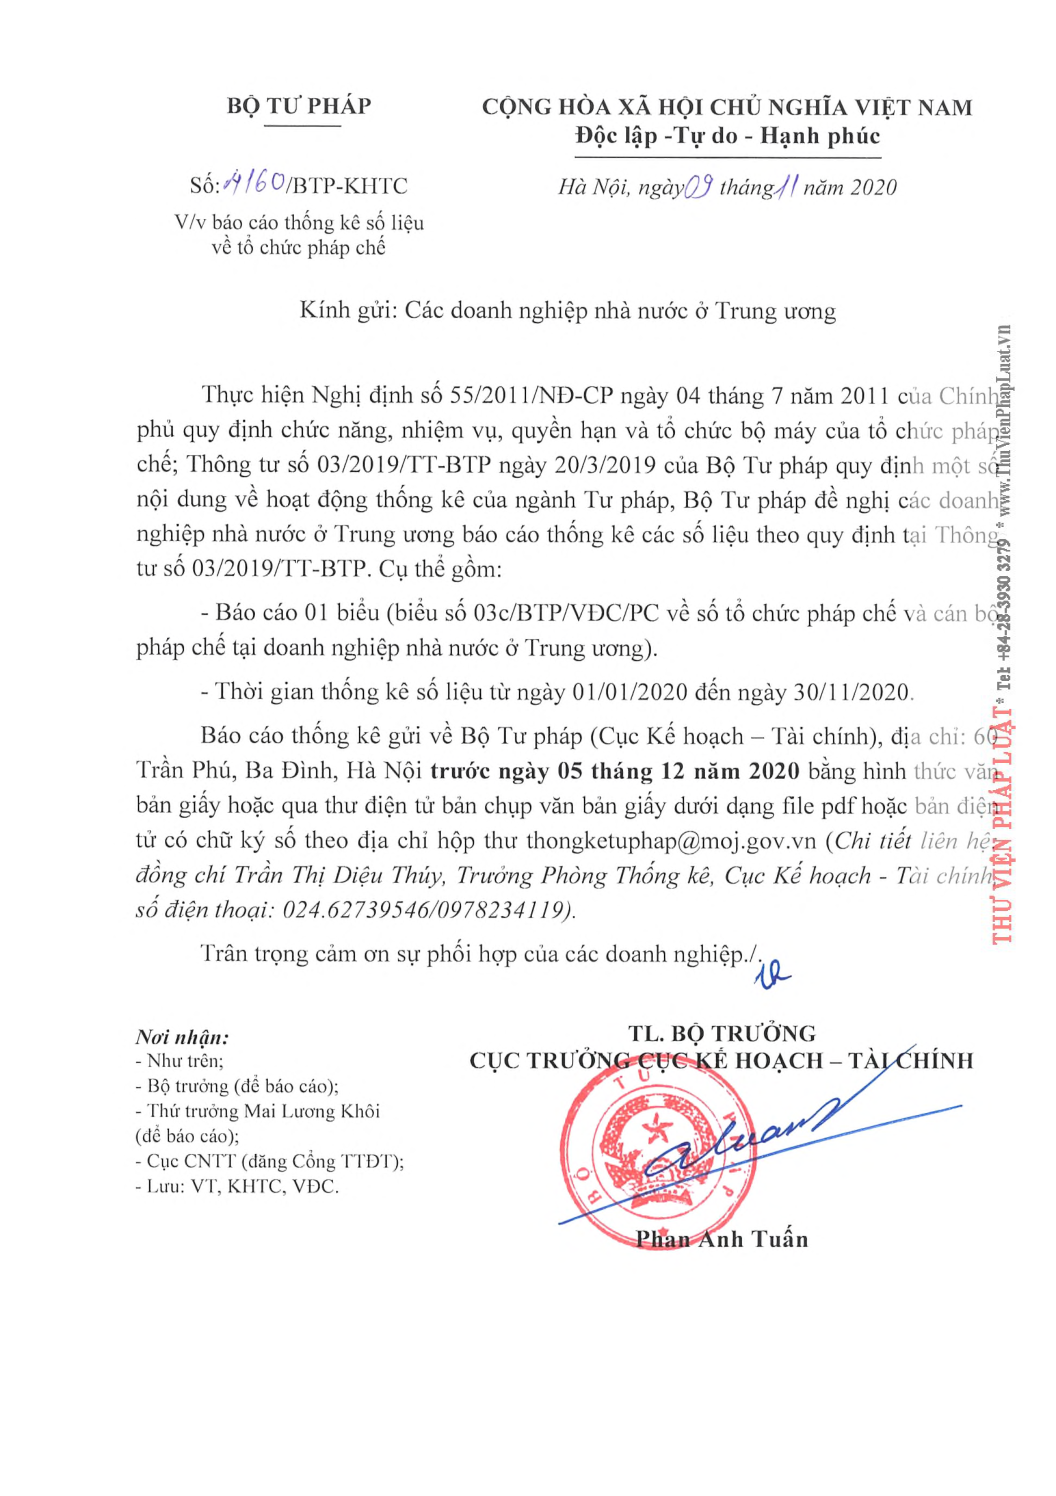 BỘ TƯ PHÁP
CỘNG HÒA XÃ HỘI CHỦ NGHĨA VIỆT NAM
Độc lập -Tự do - Hạnh phúc
Số: 4160/BTP-KHTC
Hà Nội, ngày 09 tháng 11 năm 2020
V/v báo cáo thống kê số liệu
về tổ chức pháp chế
Kính gửi: Các doanh nghiệp nhà nước ở Trung ương
Thực hiện Nghị định số 55/2011/NĐ-CP ngày 04 tháng 7 năm 2011 của Chính
phủ quy định chức năng, nhiệm vụ, quyền hạn và tổ chức bộ máy của tổ chức pháp
chế; Thông tư số 03/2019/TT-BTP ngày 20/3/2019 của Bộ Tư pháp quy định một số
nội dung về hoạt động thống kê của ngành Tư pháp, Bộ Tư pháp đề nghị các doanh
nghiệp nhà nước ở Trung ương báo cáo thống kê các số liệu theo quy định tại Thông
tư số 03/2019/TT-BTP. Cụ thể gồm:
- Báo cáo 01 biểu (biểu số 03c/BTP/VĐC/PC về số tổ chức pháp chế và cán bộ
pháp chế tại doanh nghiệp nhà nước ở Trung ương).
- Thời gian thống kê số liệu từ ngày 01/01/2020 đến ngày 30/11/2020.
Báo cáo thống kê gửi về Bộ Tư pháp (Cục Kế hoạch – Tài chính), địa chỉ: 60
Trần Phú, Ba Đình, Hà Nội trước ngày 05 tháng 12 năm 2020 bằng hình thức văn
bản giấy hoặc qua thư điện tử bản chụp văn bản giấy dưới dạng file pdf hoặc bản điện
tử có chữ ký số theo địa chỉ hộp thư thongketuphap@moj.gov.vn (Chi tiết liên hệ:
đồng chí Trần Thị Diệu Thúy, Trưởng Phòng Thống kê, Cục Kế hoạch - Tài chính,
số điện thoại: 024.62739546/0978234119).
Trân trọng cảm ơn sự phối hợp của các doanh nghiệp./.
Nơi nhận:
- Như trên;
- Bộ trưởng (để báo cáo);
- Thứ trưởng Mai Lương Khôi
(để báo cáo);
- Cục CNTT (đăng Cổng TTĐT);
- Lưu: VT, KHTC, VĐC.
TL. BỘ TRƯỞNG
CỤC TRƯỞNG CỤC KẾ HOẠCH – TÀI CHÍNH
BỘ TƯ PHÁP
Phan Anh Tuấn
THƯ VIỆN PHÁP LUẬT * Tel: +84-28-3930 3279 * www.ThuVienPhapLuat.vn